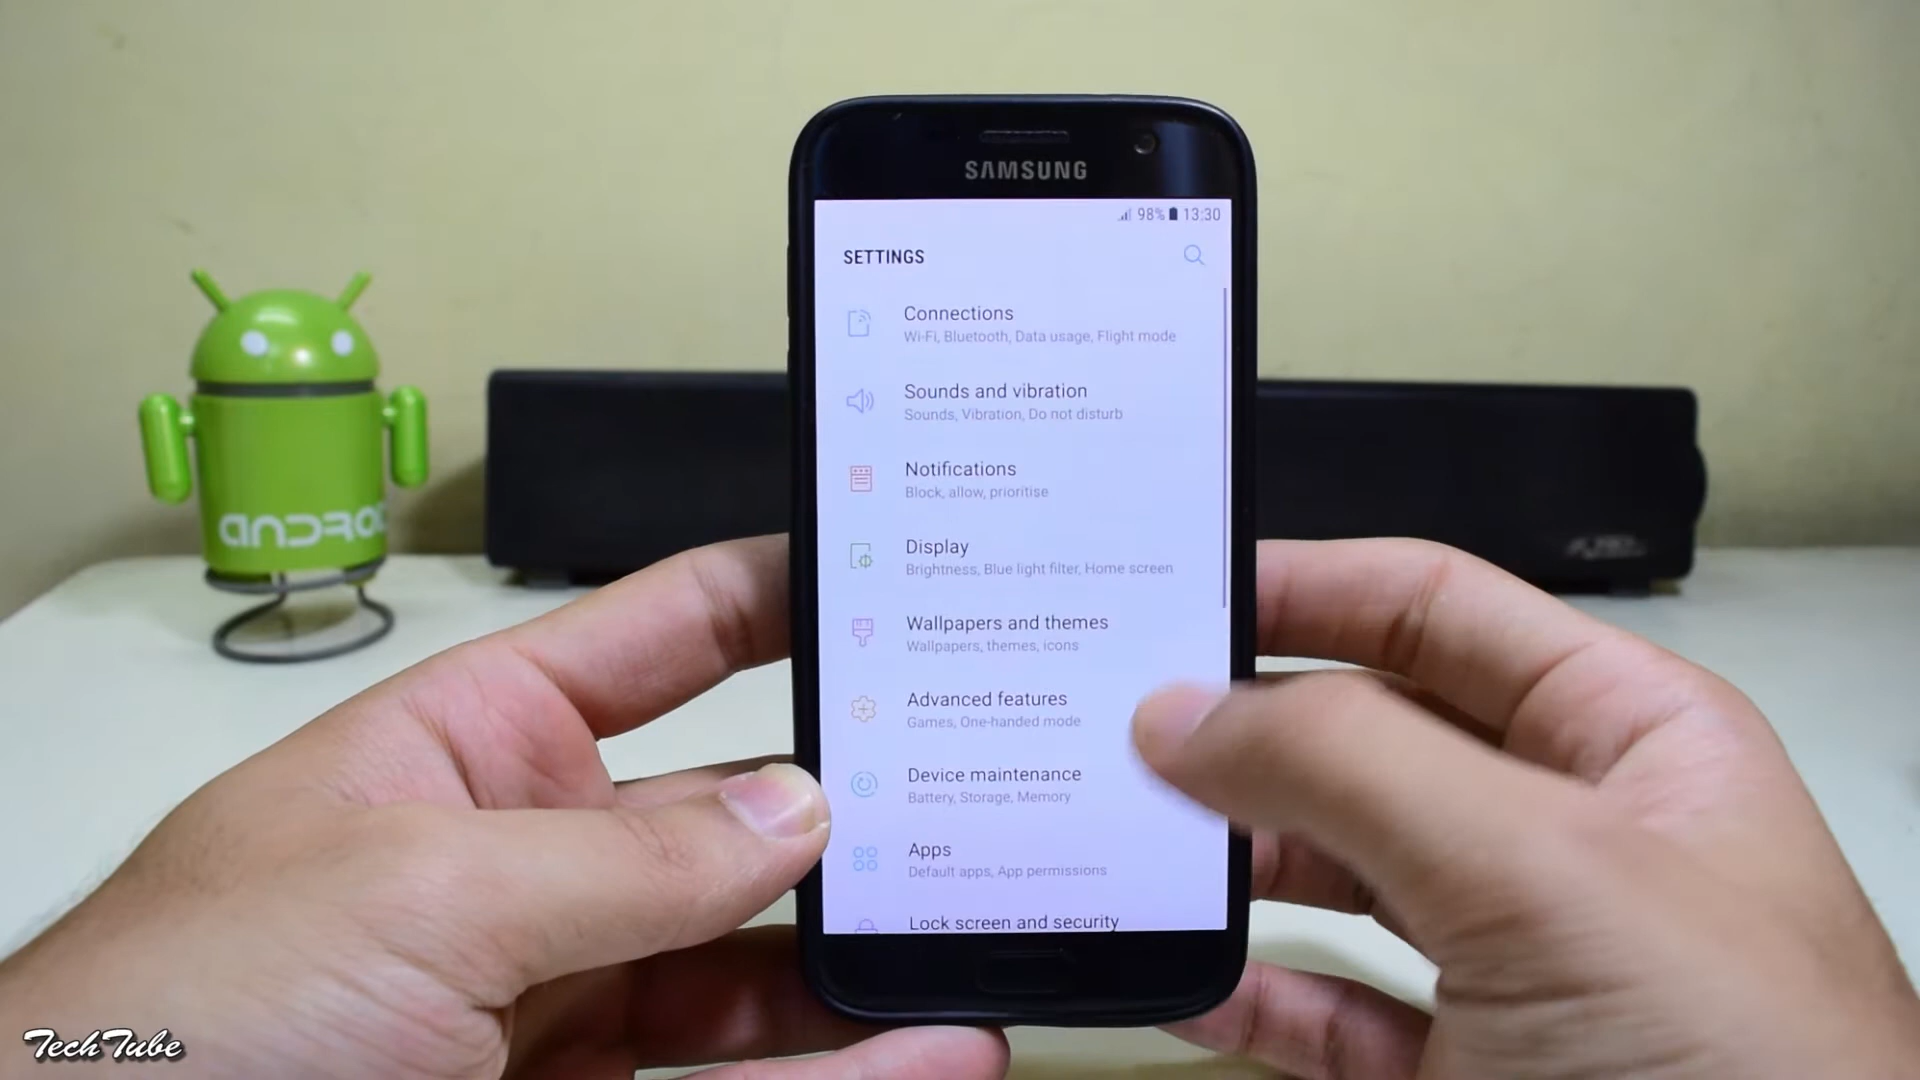 SAMSUNG
98% 13:30
SETTINGS
Connections
Wi-Fi, Bluetooth, Data usage, Flight mode
Sounds and vibration
Sounds, Vibration, Do not disturb
Notifications
Block, allow, prioritise
Display
Brightness, Blue light filter, Home screen
Wallpapers and themes
Wallpapers, themes, icons
Advanced features
Games, One-handed mode
Device maintenance
Battery, Storage, Memory
Apps
Default apps, App permissions
Lock screen and security
ANDRO
TechTube